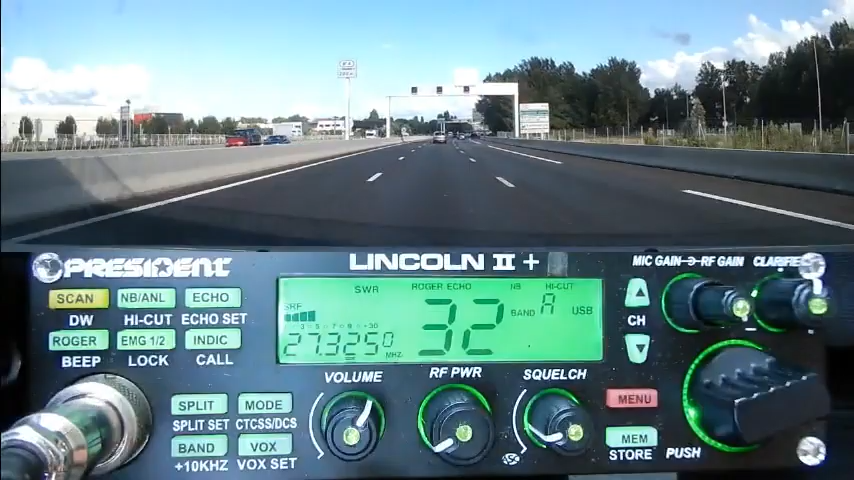 PRESIDENT
LINCOLN II +
MIC GAIN RF GAIN CLARIFIER
SCAN NB/ANL ECHO
DW HI-CUT ECHO SET
ROGER EMG 1/2 INDIC
BEEP LOCK CALL
SWR ROGER ECHO NB HI-CUT
SRF
32 BAND A USB
27.3250 MHZ
CH
VOLUME RF PWR SQUELCH
SPLIT MODE
SPLIT SET CTCSS/DCS
BAND VOX
+10KHZ VOX SET
ASC
MENU
MEM
STORE PUSH